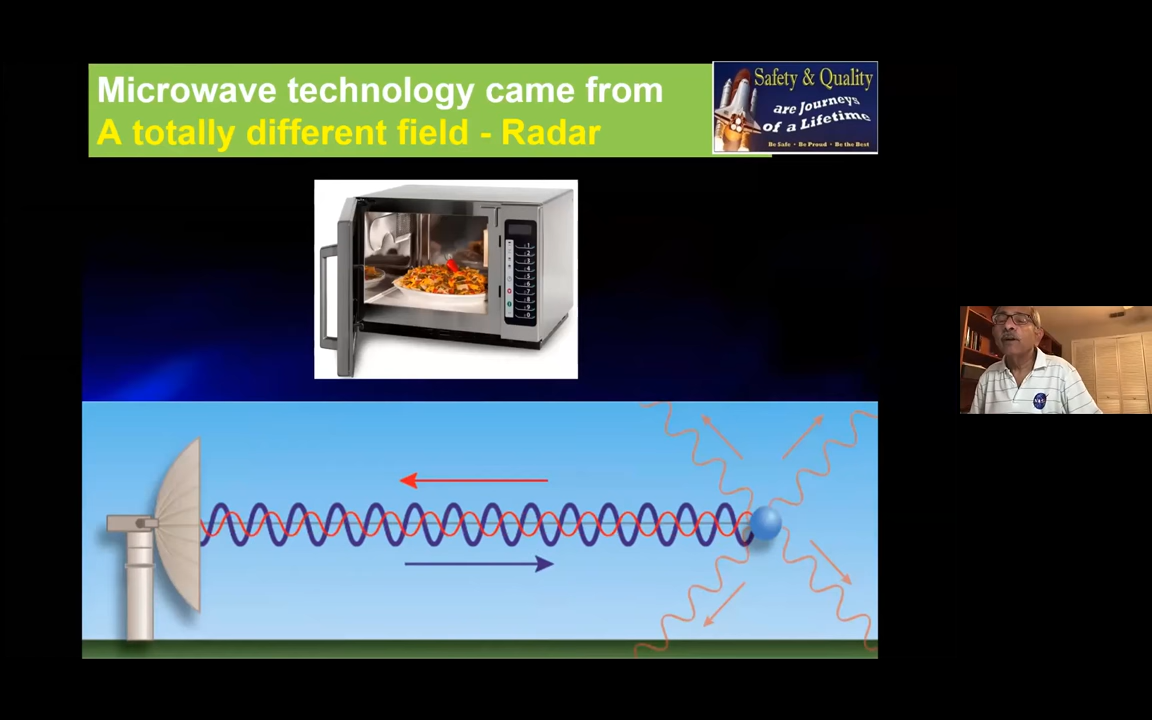 Microwave technology came from
A totally different field - Radar
Safety & Quality
are Journeys
of a Lifetime
Be Safe • Be Proud • Be the Best